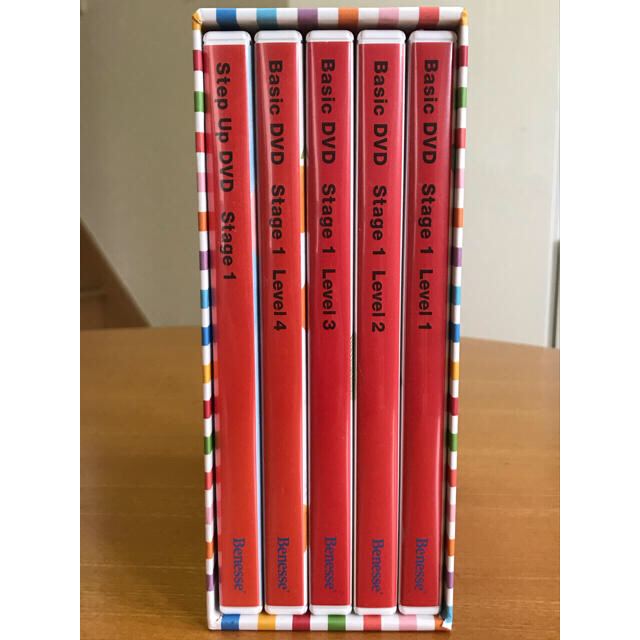 Step Up DVD Stage 1
Benesse®
Basic DVD Stage 1 Level 4
Benesse®
Basic DVD Stage 1 Level 3
Benesse®
Basic DVD Stage 1 Level 2
Benesse®
Basic DVD Stage 1 Level 1
Benesse®